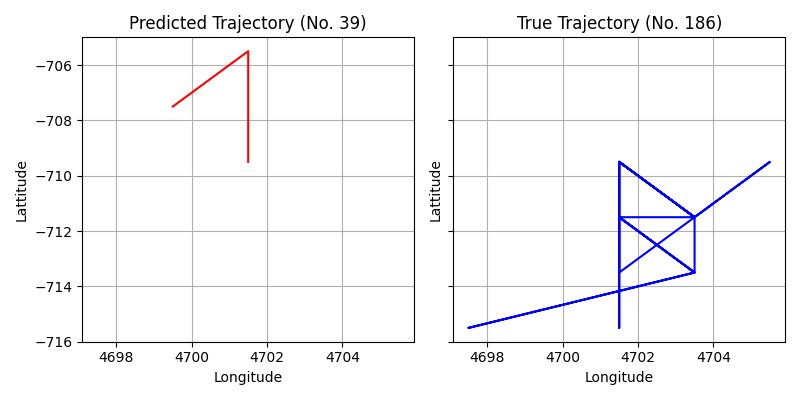 Predicted Trajectory (No. 39)
True Trajectory (No. 186)
−706
−708
−710
−712
−714
−716
Lattitude
Lattitude
4698
4700
4702
4704
4698
4700
4702
4704
Longitude
Longitude